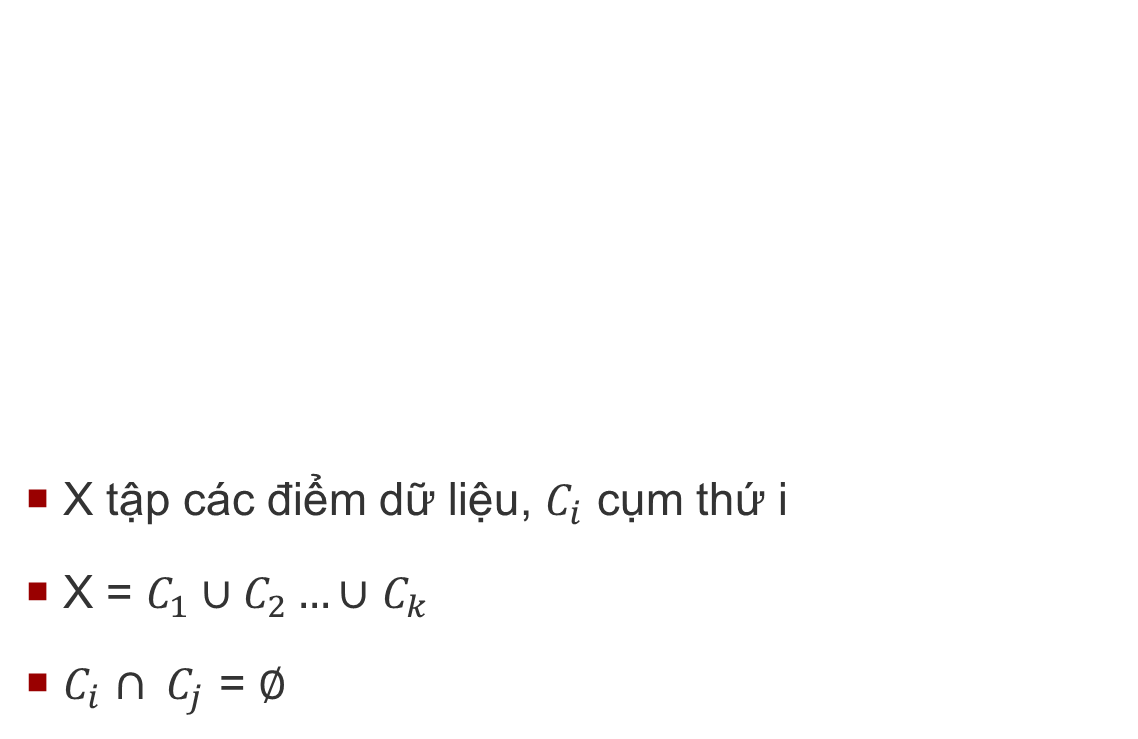 ▪ X tập các điểm dữ liệu, 𝐶ᵢ cụm thứ i
▪ X = 𝐶₁ ∪ 𝐶₂ … ∪ 𝐶ₖ
▪ 𝐶ᵢ ∩ 𝐶ⱼ = ∅